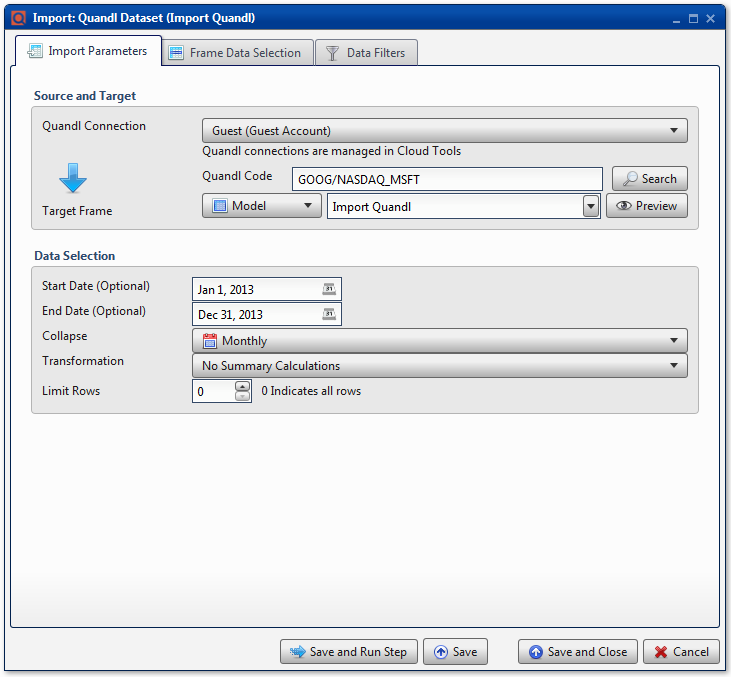 Import: Quandl Dataset (Import Quandl)
Import Parameters
Frame Data Selection
Data Filters
Source and Target
Quandl Connection
Guest (Guest Account)
Quandl connections are managed in Cloud Tools
Quandl Code
GOOG/NASDAQ_MSFT
Search
Target Frame
Model
Import Quandl
Preview
Data Selection
Start Date (Optional)
Jan 1, 2013
31
End Date (Optional)
Dec 31, 2013
31
Collapse
Monthly
Transformation
No Summary Calculations
Limit Rows
0
0 Indicates all rows
Save and Run Step
Save
Save and Close
Cancel